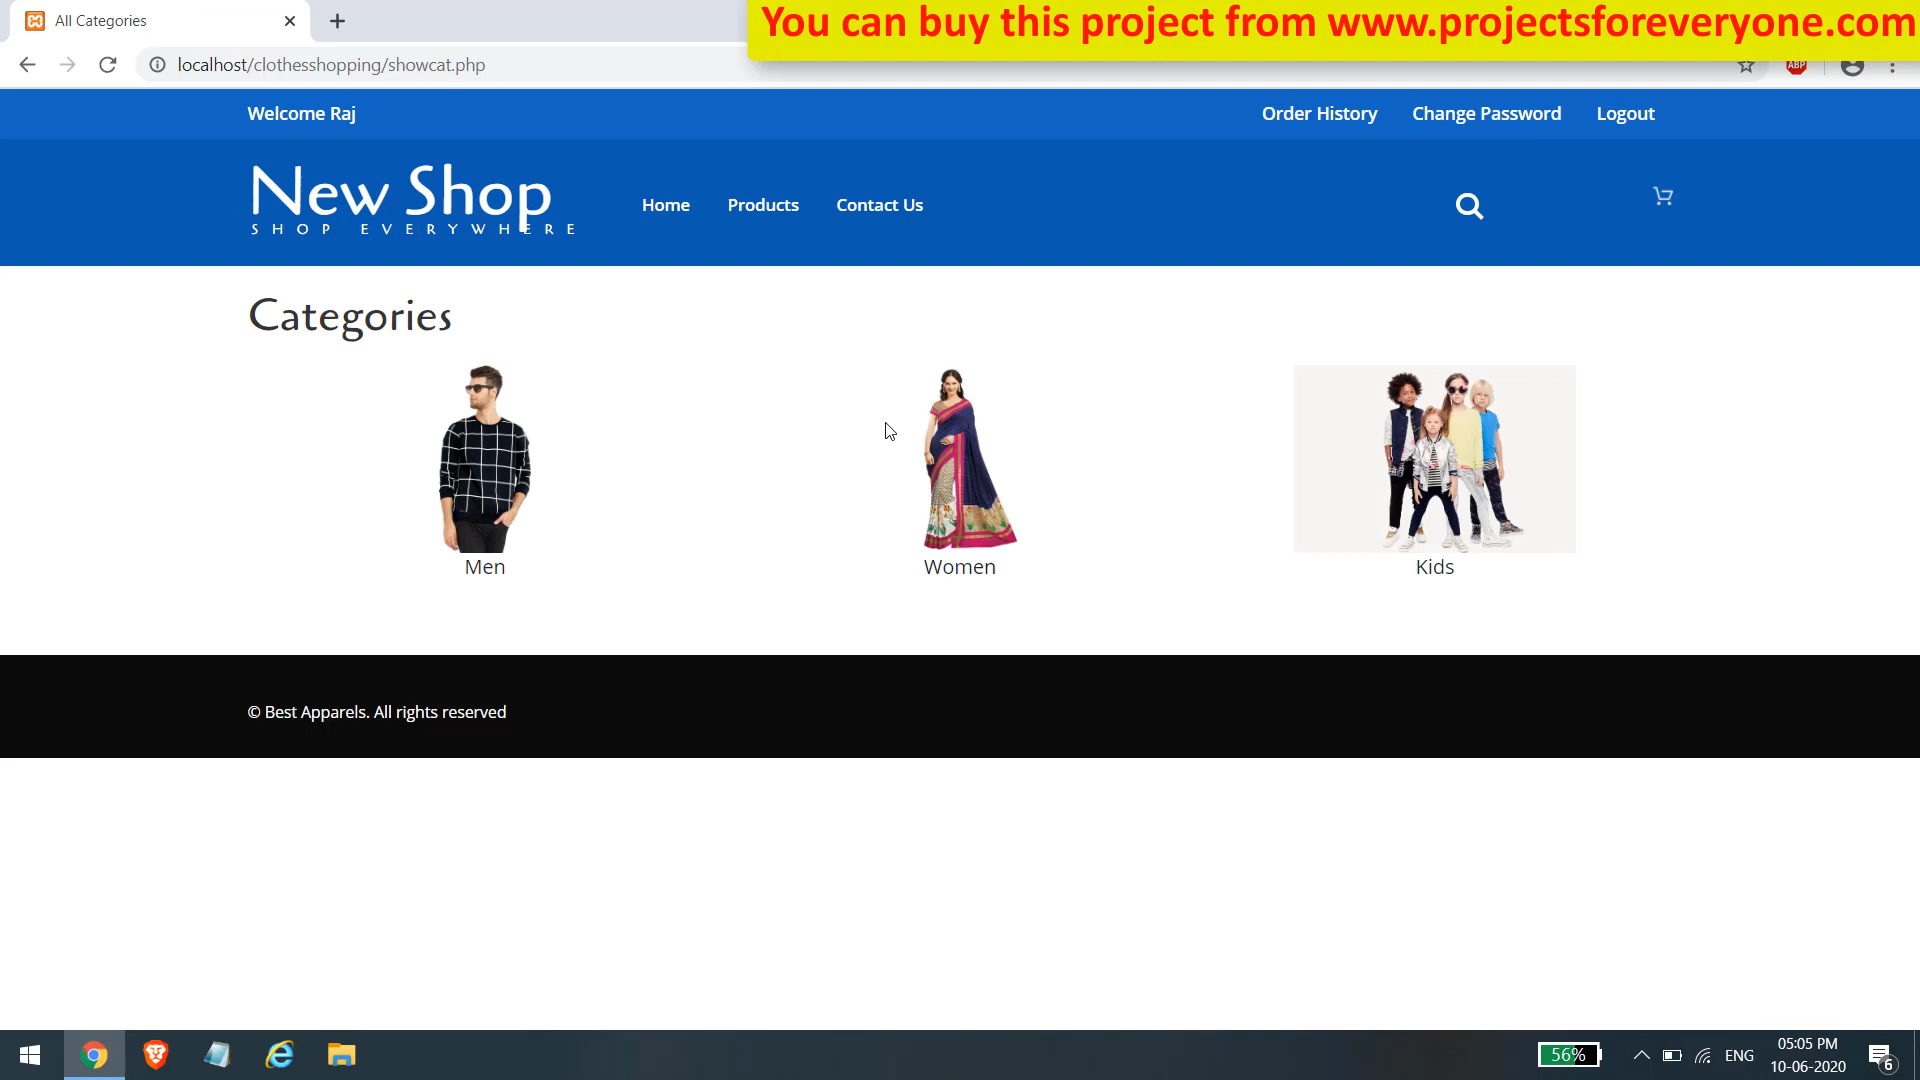 All Categories
You can buy this project from www.projectsforeveryone.com
localhost/clothesshopping/showcat.php
ABP
Welcome Raj
Order History
Change Password
Logout
New Shop
SHOP EVERYWHERE
Home
Products
Contact Us
Categories
Men
Women
Kids
© Best Apparels. All rights reserved
56%
ENG
05:05 PM
10-06-2020
6